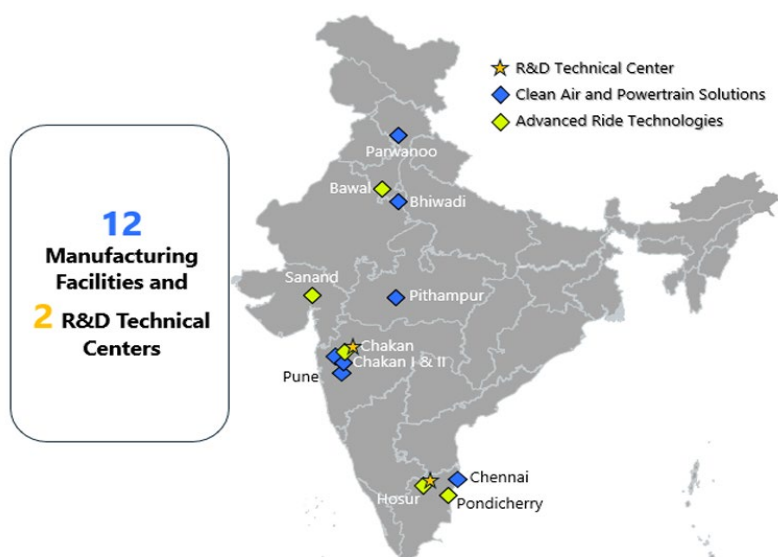 R&D Technical Center
Clean Air and Powertrain Solutions
Advanced Ride Technologies
12
Manufacturing
Facilities and
2 R&D Technical
Centers
Parwanoo
Bawal
Bhiwadi
Sanand
Pithampur
Chakan
Chakan I & II
Pune
Chennai
Hosur
Pondicherry